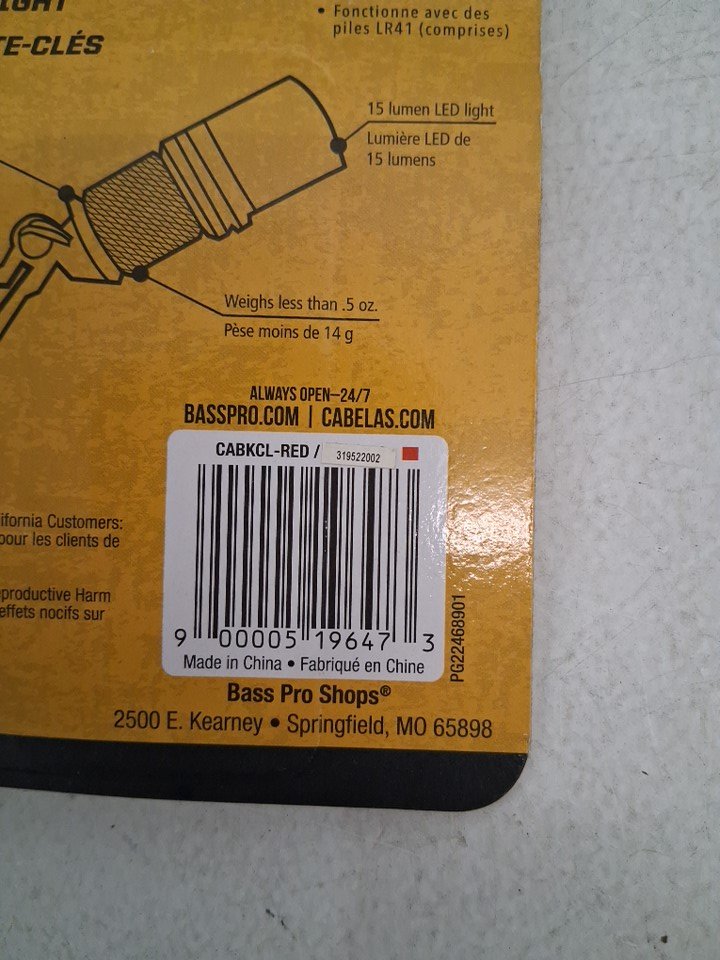 LIGHT
TE-CLÉS
• Fonctionne avec des
piles LR41 (comprises)
15 lumen LED light
Lumière LED de
15 lumens
Weighs less than .5 oz.
Pèse moins de 14 g
ALWAYS OPEN–24/7
BASSPRO.COM | CABELAS.COM
CABKCL-RED / 319522002
9 00005 19647 3
Made in China • Fabriqué en Chine
PG22468901
Bass Pro Shops®
2500 E. Kearney • Springfield, MO 65898
ifornia Customers:
pour les clients de
eproductive Harm
effets nocifs sur